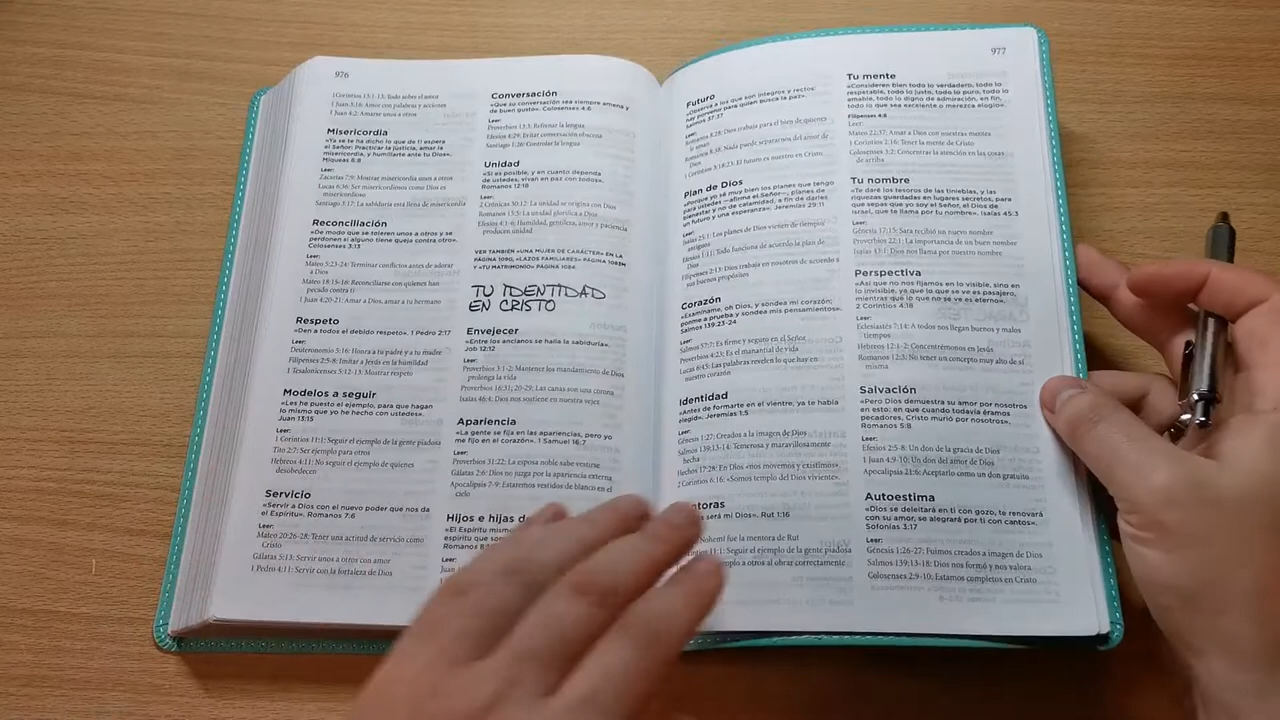 976
1 Corintios 13:1-13: Todo sobre el amor
1 Juan 3:16: Amor con palabras y acciones
1 Juan 4:2: Amarse unos a otros
Misericordia
«Ya se te ha dicho lo que de ti espera
el Señor: Practicar la justicia, amar la
misericordia, y humillarte ante tu Dios».
Miqueas 6:8
Leer:
Zacarías 7:9: Mostrar misericordia unos a otros
Lucas 6:36: Ser misericordiosos como Dios es
misericordioso
Santiago 3:17: La sabiduría está llena de misericordia
Reconciliación
«De modo que se toleren unos a otros y se
perdonen si alguno tiene queja contra otro».
Colosenses 3:13
Leer:
Mateo 5:23-24: Terminar conflictos antes de adorar
a Dios
Mateo 18:15-16: Reconciliarse con quienes han
pecado contra ti
1 Juan 4:20-21: Amar a Dios, amar a tu hermano
Respeto
«Den a todos el debido respeto». 1 Pedro 2:17
Leer:
Deuteronomio 5:16: Honra a tu padre y a tu madre
Filipenses 2:5-8: Imitar a Jesús en la humildad
1 Tesalonicenses 5:12-13: Mostrar respeto
Modelos a seguir
«Les he puesto el ejemplo, para que hagan
lo mismo que yo he hecho con ustedes».
Juan 13:15
Leer:
1 Corintios 11:1: Seguir el ejemplo de la gente piadosa
Tito 2:7: Ser ejemplo para otros
Hebreos 4:11: No seguir el ejemplo de quienes
desobedecen
Servicio
«Servir a Dios con el nuevo poder que nos da
el Espíritu». Romanos 7:6
Leer:
Mateo 20:26-28: Tener una actitud de servicio como
Cristo
Gálatas 5:13: Servir unos a otros con amor
1 Pedro 4:11: Servir con la fortaleza de Dios
Conversación
«Que su conversación sea siempre amena y
de buen gusto». Colosenses 4:6
Leer:
Proverbios 13:3: Refrenar la lengua
Efesios 4:29: Evitar conversación obscena
Santiago 1:26: Controlar la lengua
Unidad
«Si es posible, y en cuanto dependa
de ustedes, vivan en paz con todos».
Romanos 12:18
Leer:
2 Crónicas 30:12: La unidad se origina con Dios
Romanos 15:5: La unidad glorifica a Dios
Efesios 4:1-6: Humildad, gentileza, amor y paciencia
producen unidad
VER TAMBIÉN «UNA MUJER DE CARÁCTER» EN LA
PÁGINA 1090, «LAZOS FAMILIARES» PÁGINA 1083M
Y «TU MATRIMONIO» PÁGINA 1084
TU IDENTIDAD
EN CRISTO
Envejecer
«Entre los ancianos se halla la sabiduría».
Job 12:12
Leer:
Proverbios 3:1-2: Mantener los mandamiento de Dios
prolonga la vida
Proverbios 16:31; 20-29: Las canas son una corona
Isaías 46:4: Dios nos sostiene en nuestra vejez
Apariencia
«La gente se fija en las apariencias, pero yo
me fijo en el corazón». 1 Samuel 16:7
Leer:
Proverbios 31:22: La esposa noble sabe vestirse
Gálatas 2:6: Dios no juzga por la apariencia externa
Apocalipsis 7-9: Estaremos vestidos de blanco en el
cielo
Hijos e hijas d
«El Espíritu mismo
espíritu que so
Romanos 8:1
Leer:
Juan
977
Futuro
«Observa a los que son íntegros y rectos:
hay porvenir para quien busca la paz».
Salmos 37:37
Leer:
Romanos 8:28: Dios trabaja para el bien de quienes
le aman
Romanos 8:38: Nada puede separarnos del amor de
Dios
1 Corintios 3:18;23: El futuro es nuestro en Cristo
Plan de Dios
«Porque yo sé muy bien los planes que tengo
para ustedes —afirma el Señor—, planes de
bienestar y no de calamidad, a fin de darles
un futuro y una esperanza». Jeremías 29:11
Leer:
Isaías 25:1: Los planes de Dios vienen de tiempos
antiguos
Efesios 1:11: Todo funciona de acuerdo la plan de
Dios
Filipenses 2:13: Dios trabaja en nosotros de acuerdo a
sus buenos propósitos
Corazón
«Examíname, oh Dios, y sondea mi corazón;
ponme a prueba y sondea mis pensamientos».
Salmos 139:23-24
Leer:
Salmos 57:7: Es firme y seguro en el Señor
Proverbios 4:23: Es el manantial de vida
Lucas 6:45: Las palabras revelen lo que hay en
nuestro corazón
Identidad
«Antes de formarte en el vientre, ya te había
elegido». Jeremías 1:5
Leer:
Génesis 1:27: Creados a la imagen de Dios
Salmos 139:13-14: Temerosa y maravillosamente
hecha
Hechos 17:28: En Dios «nos movemos y existimos».
2 Corintios 6:16: «Somos templo del Dios viviente».
ntoras
s será mi Dios». Rut 1:16
Nohemí fue la mentora de Rut
11:1: Seguir el ejemplo de la gente piadosa
mplo a otros al obrar correctamente
Tu mente
«Consideren bien todo lo verdadero, todo lo
respetable, todo lo justo, todo lo puro, todo lo
amable, todo lo digno de admiración, en fin,
todo lo que sea excelente o merezca elogio».
Filipenses 4:8
Leer:
Mateo 22:37: Amar a Dios con nuestras mentes
1 Corintios 2:16: Tener la mente de Cristo
Colosenses 3:2: Concentrar la atención en las cosas
de arriba
Tu nombre
«Te daré los tesoros de las tinieblas, y las
riquezas guardadas en lugares secretos, para
que sepas que yo soy el Señor, el Dios de
Israel, que te llama por tu nombre». Isaías 45:3
Leer:
Génesis 17:15: Sara recibió un nuevo nombre
Proverbios 22:1: La importancia de un buen nombre
Isaías 43:1: Dios nos llama por nuestro nombre
Perspectiva
«Así que no nos fijamos en lo visible, sino en
lo invisible, ya que lo que se ve es pasajero,
mientras que lo que no se ve es eterno».
2 Corintios 4:18
Leer:
Eclesiastés 7:14: A todos nos llegan buenos y malos
tiempos
Hebreos 12:1-2: Concentrémonos en Jesús
Romanos 12:3: No tener un concepto muy alto de sí
misma
Salvación
«Pero Dios demuestra su amor por nosotros
en esto: en que cuando todavía éramos
pecadores, Cristo murió por nosotros».
Romanos 5:8
Leer:
Efesios 2:5-8: Un don de la gracia de Dios
1 Juan 4:9-10: Un don del amor de Dios
Apocalipsis 21:6: Aceptarlo como un don gratuito
Autoestima
«Dios se deleitará en ti con gozo, te renovará
con su amor, se alegrará por ti con cantos».
Sofonías 3:17
Leer:
Génesis 1:26-27: Fuimos creados a imagen de Dios
Salmos 139:13-18: Dios nos formó y nos valora
Colosenses 2:9-10: Estamos completos en Cristo